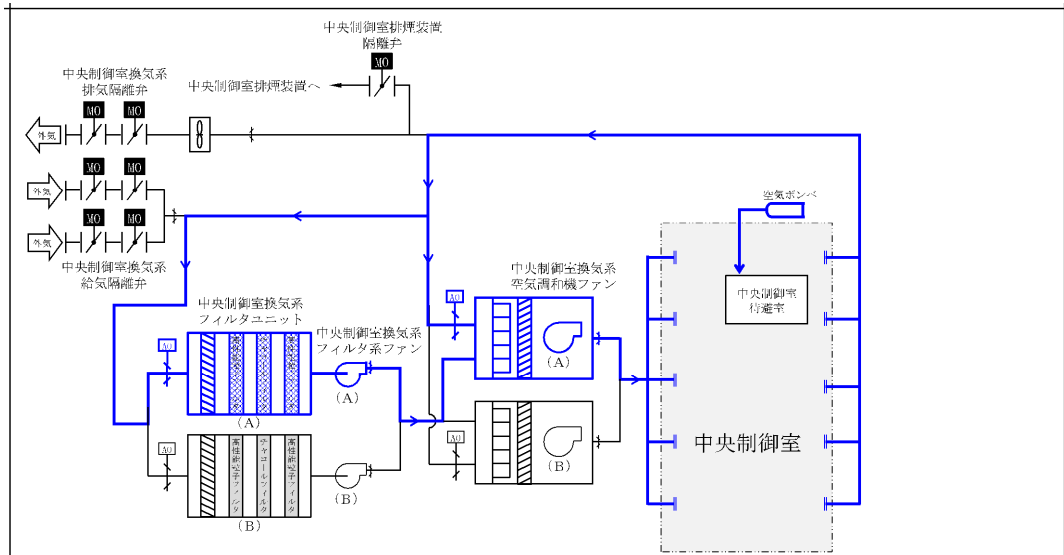 中央制御室排煙装置
隔離弁
MO
中央制御室排煙装置へ
中央制御室換気系
排気隔離弁
MO
MO
外気
MO
MO
外気
MO
MO
外気
中央制御室換気系
給気隔離弁
空気ボンベ
中央制御室
待避室
中央制御室換気系
空気調和機ファン
AO
(A)
中央制御室換気系
フィルタユニット
中央制御室換気系
フィルタ系ファン
AO
(A)
(A)
AO
高性能粒子フィルタ
チャコールフィルタ
高性能粒子フィルタ
(B)
(B)
AO
(B)
中央制御室